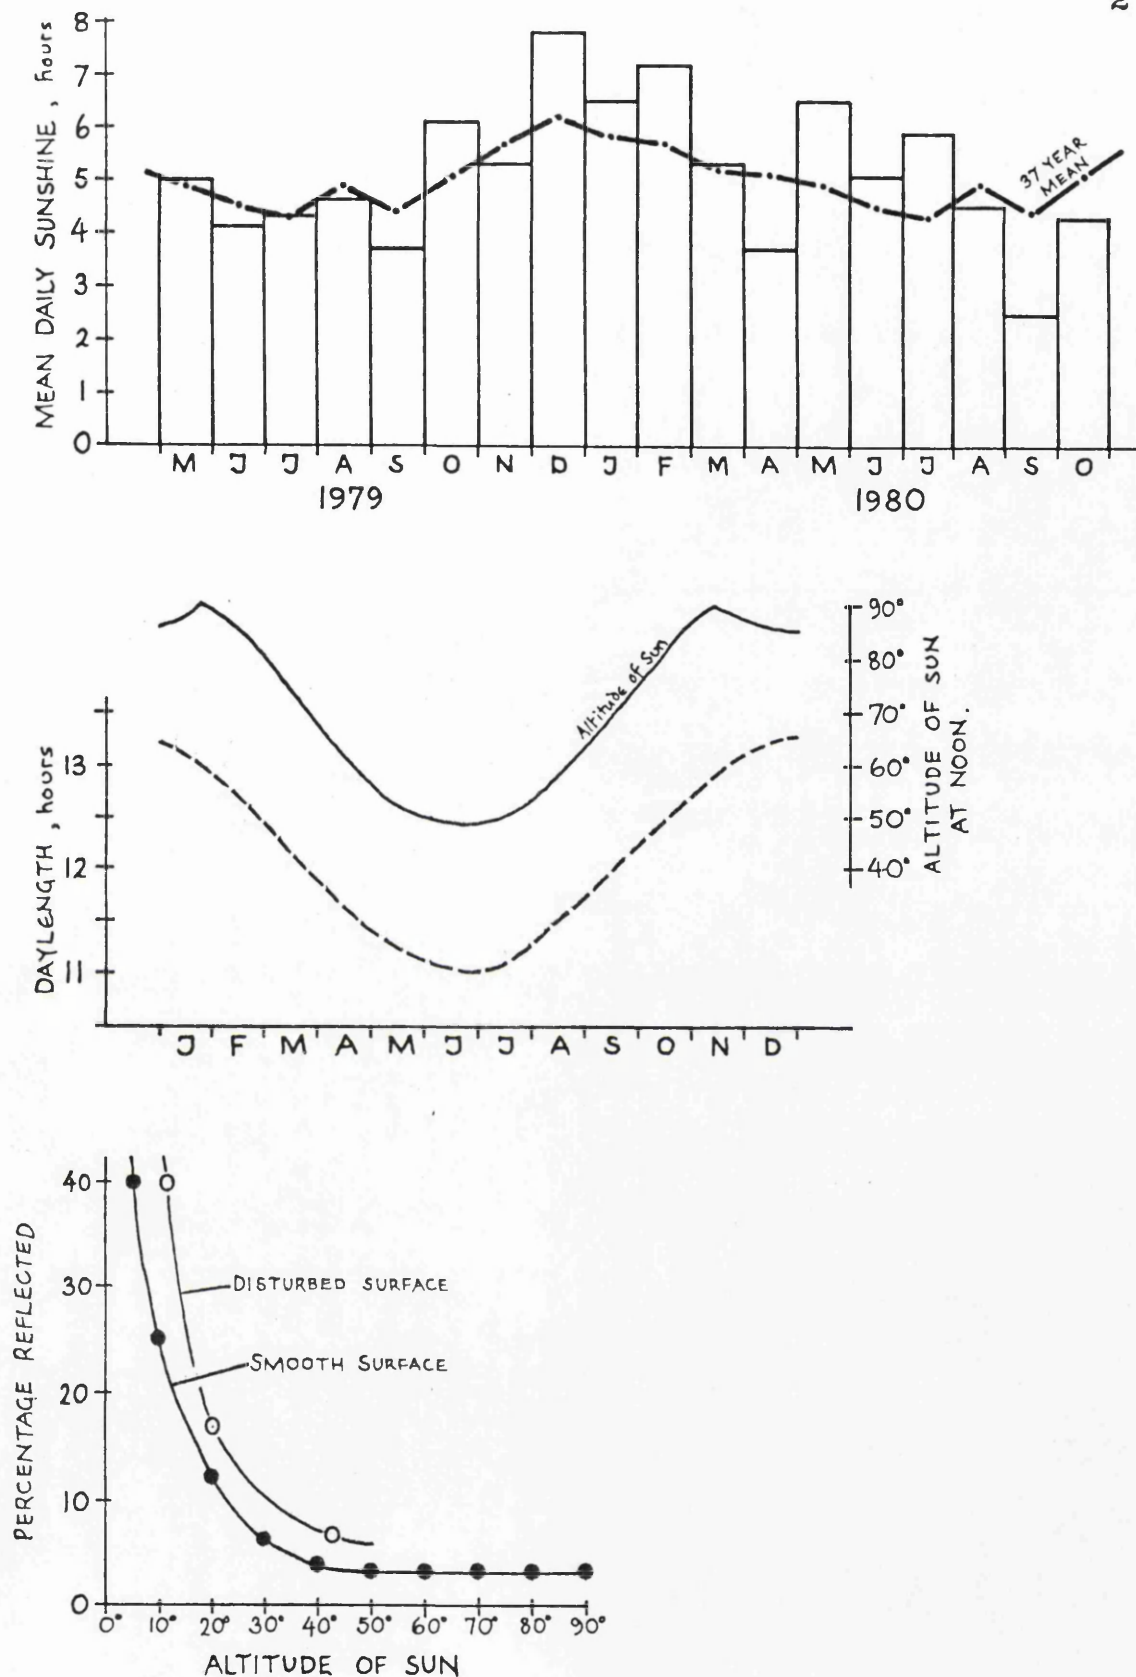 MEAN DAILY SUNSHINE, hours
8
7
6
5
4
3
2
1
0
37 YEAR
MEAN
M J J A S O N D J F M A M J J A S O
1979 1980
DAYLENGTH, hours
13
12
11
Altitude of Sun
90°
80°
70°
60°
50°
40°
ALTITUDE OF SUN
AT NOON.
J F M A M J J A S O N D
PERCENTAGE REFLECTED
40
30
20
10
0
DISTURBED SURFACE
SMOOTH SURFACE
0° 10° 20° 30° 40° 50° 60° 70° 80° 90°
ALTITUDE OF SUN